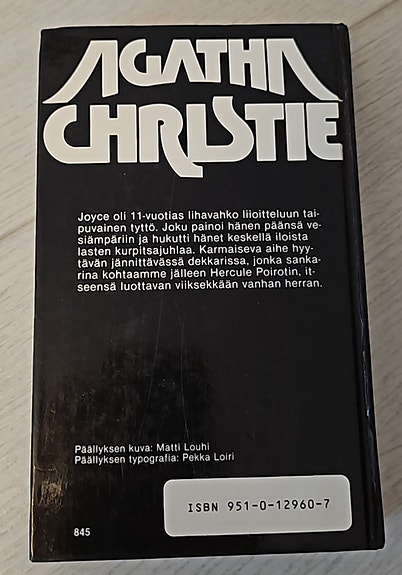 AGATHA
CHRISTIE
Joyce oli 11-vuotias lihavahko liioitteluun tai-
puvainen tyttö. Joku painoi hänen päänsä ve-
siämpäriin ja hukutti hänet keskellä iloista
lasten kurpitsajuhlaa. Karmaiseva aihe hyy-
tävän jännittävässä dekkarissa, jonka sanka-
rina kohtaamme jälleen Hercule Poirotin, it-
seensä luottavan viiksekkään vanhan herran.
Päällyksen kuva: Matti Louhi
Päällyksen typografia: Pekka Loiri
ISBN 951-0-12960-7
845